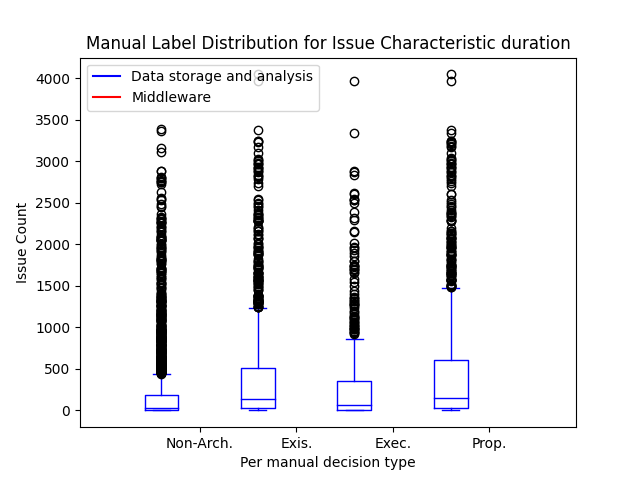 Manual Label Distribution for Issue Characteristic duration
Data storage and analysis
Middleware
4000
3500
3000
2500
2000
1500
1000
500
0
Issue Count
Non-Arch. Exis. Exec. Prop.
Per manual decision type